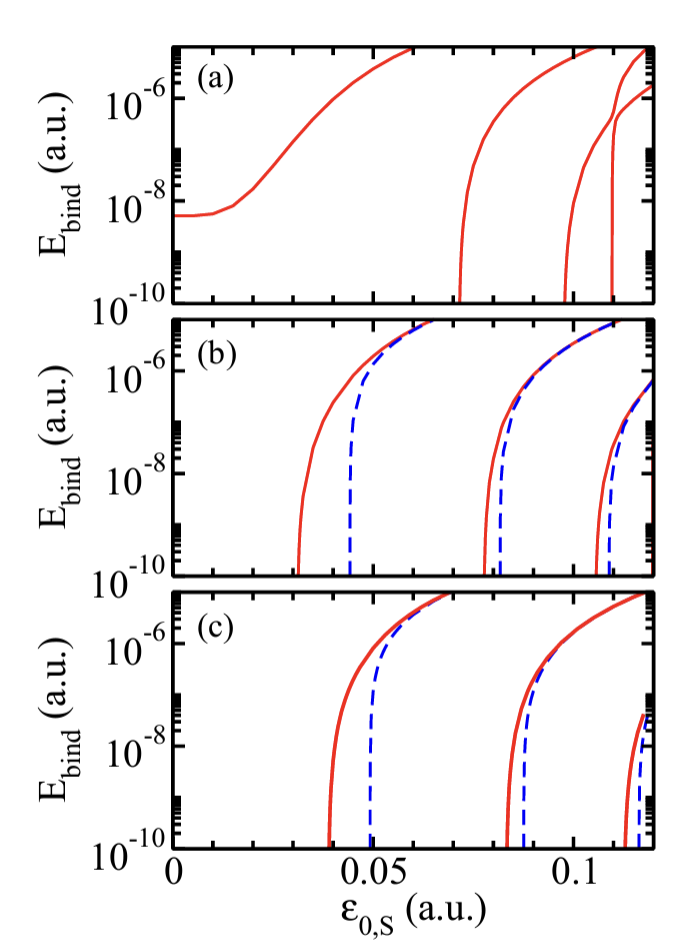 (a)
E_bind (a.u.)
10^-6
10^-8
10^-10
(b)
E_bind (a.u.)
10^-6
10^-8
10^-10
(c)
E_bind (a.u.)
10^-6
10^-8
10^-10
0 0.05 0.1
ε_0,S (a.u.)